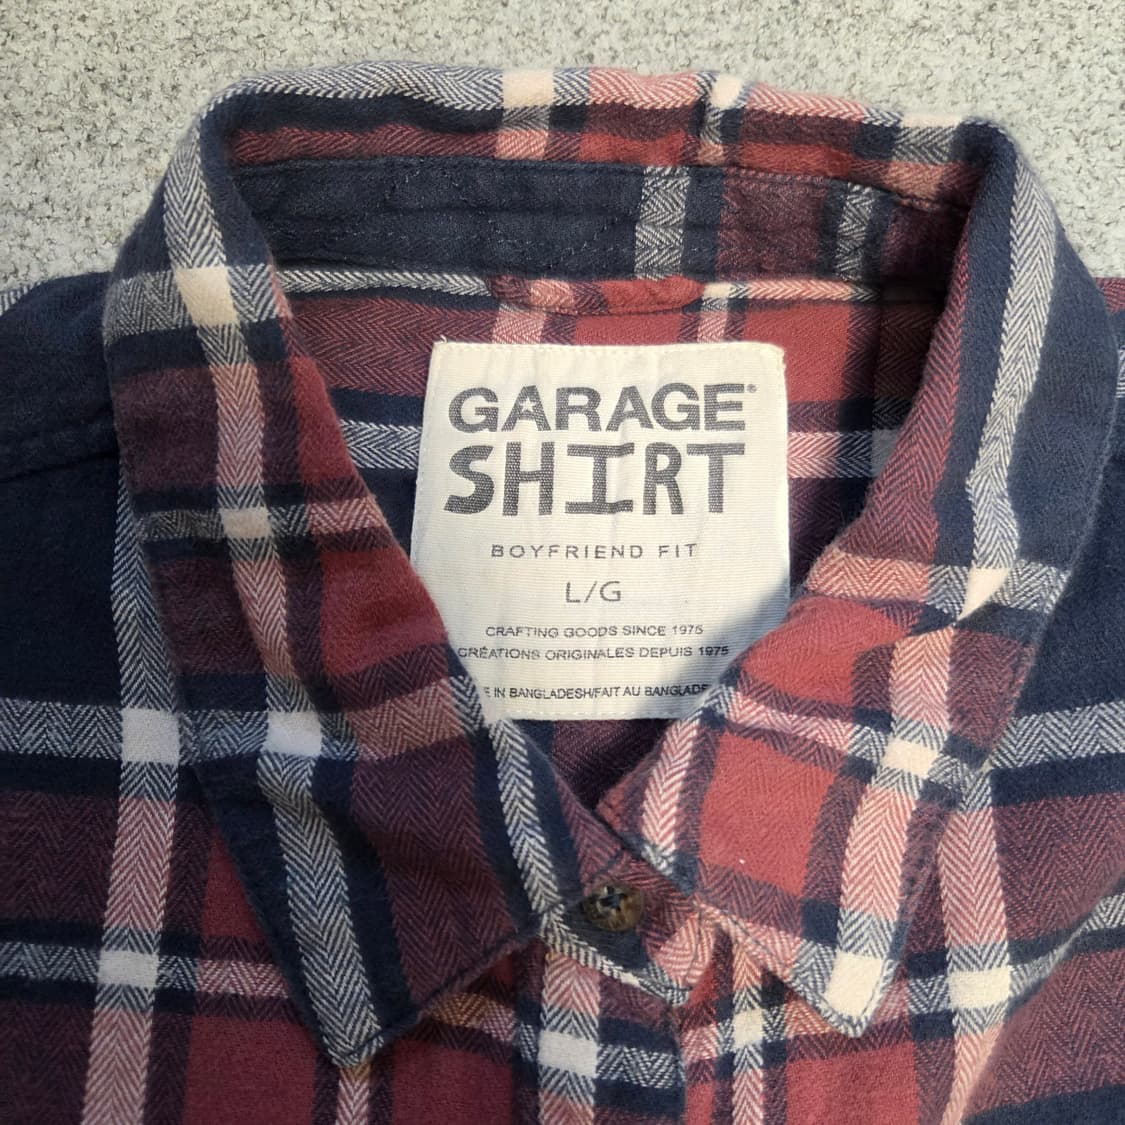 GARAGE®
SHIRT
BOYFRIEND FIT
L/G
CRAFTING GOODS SINCE 1975
CRÉATIONS ORIGINALES DEPUIS 1975
IN BANGLADESH/FAIT AU